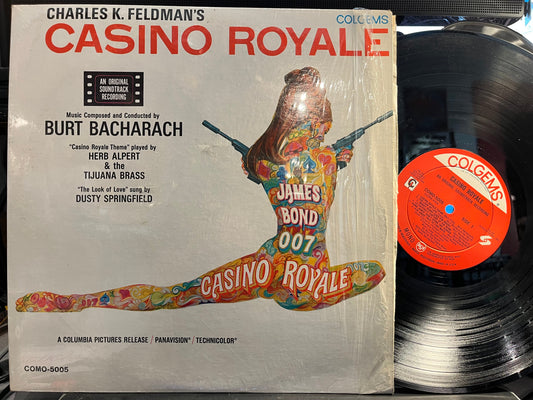 CHARLES K. FELDMAN'S
COLGEMS
CASINO ROYALE
AN ORIGINAL
SOUNDTRACK
RECORDING
Music Composed and Conducted by
BURT BACHARACH
"Casino Royale Theme" played by
HERB ALPERT
& the
TIJUANA BRASS
"The Look of Love" sung by
DUSTY SPRINGFIELD
JAMES
BOND
007
CASINO ROYALE
007
A COLUMBIA PICTURES RELEASE / PANAVISION® / TECHNICOLOR®
COMO-5005
COLGEMS
CASINO ROYALE